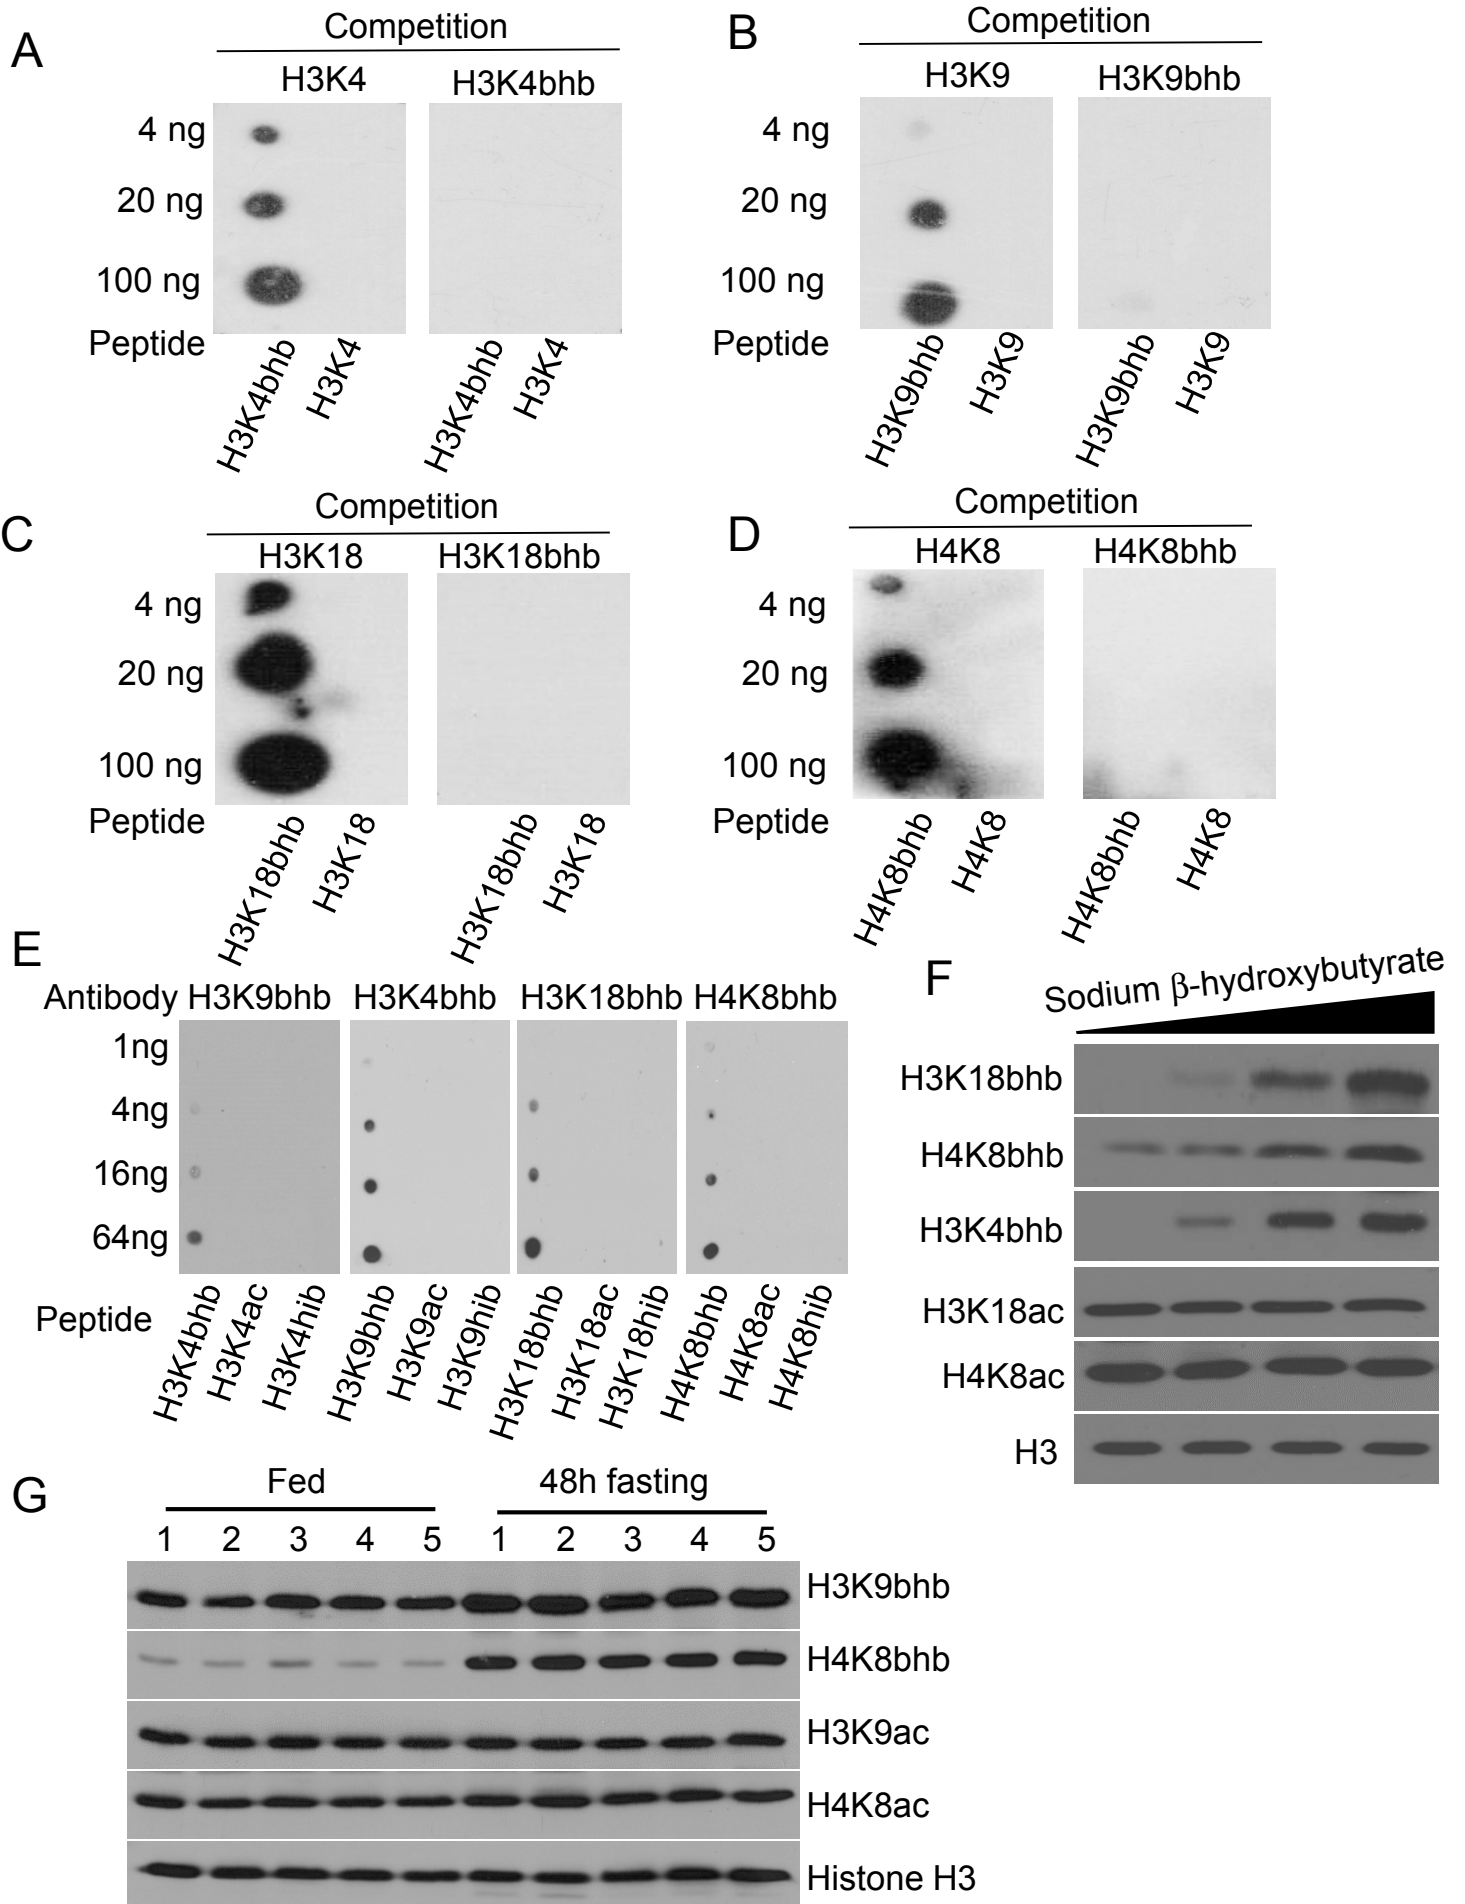 A
Competition
H3K4 H3K4bhb
4 ng
20 ng
100 ng
Peptide
H3K4bhb H3K4 H3K4bhb H3K4
B
Competition
H3K9 H3K9bhb
4 ng
20 ng
100 ng
Peptide
H3K9bhb H3K9 H3K9bhb H3K9
C
Competition
H3K18 H3K18bhb
4 ng
20 ng
100 ng
Peptide
H3K18bhb H3K18 H3K18bhb H3K18
D
Competition
H4K8 H4K8bhb
4 ng
20 ng
100 ng
Peptide
H4K8bhb H4K8 H4K8bhb H4K8
E
Antibody H3K9bhb H3K4bhb H3K18bhb H4K8bhb
1ng
4ng
16ng
64ng
Peptide
H3K4bhb H3K4ac H3K4hib H3K9bhb H3K9ac H3K9hib H3K18bhb H3K18ac H3K18hib H4K8bhb H4K8ac H4K8hib
F
Sodium β-hydroxybutyrate
H3K18bhb
H4K8bhb
H3K4bhb
H3K18ac
H4K8ac
H3
G
Fed 48h fasting
1 2 3 4 5 1 2 3 4 5
H3K9bhb
H4K8bhb
H3K9ac
H4K8ac
Histone H3